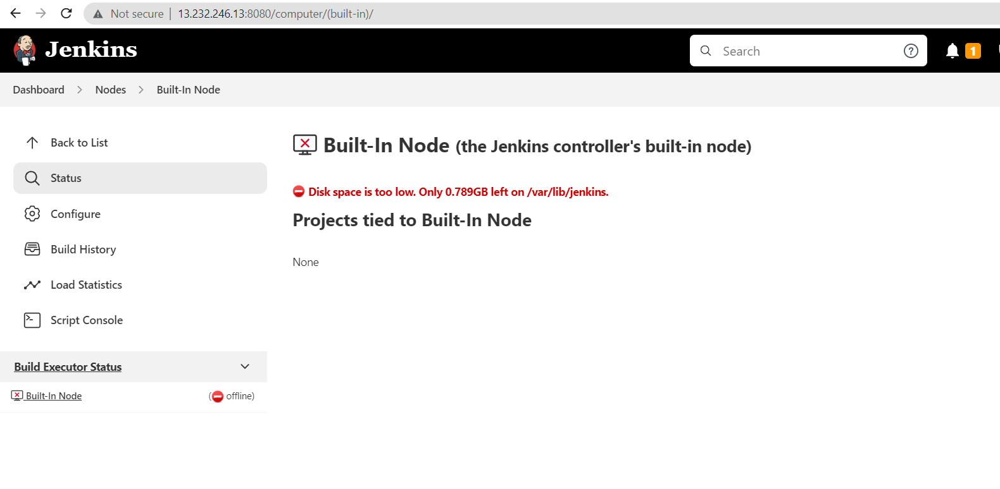 Not secure | 13.232.246.13:8080/computer/(built-in)/
Jenkins
Search
1
Dashboard > Nodes > Built-In Node
Back to List
Status
Configure
Build History
Load Statistics
Script Console
Build Executor Status
Built-In Node (offline)
Built-In Node (the Jenkins controller's built-in node)
Disk space is too low. Only 0.789GB left on /var/lib/jenkins.
Projects tied to Built-In Node
None